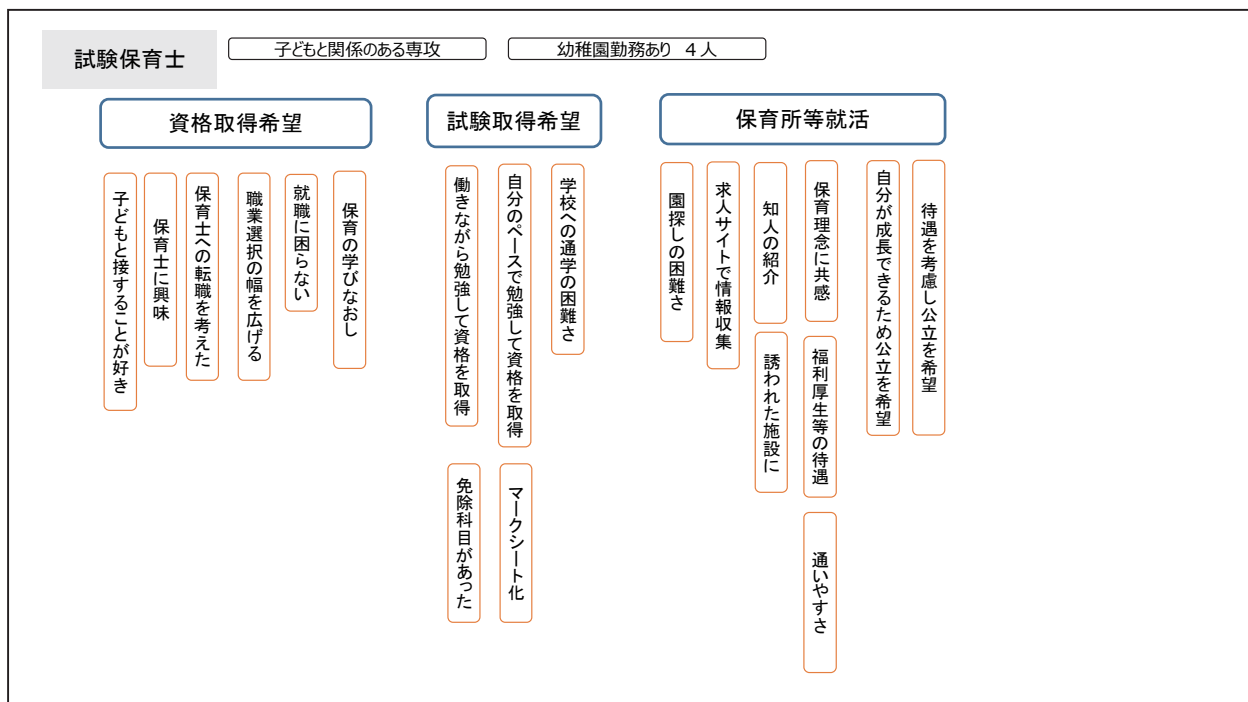 試験保育士
子どもと関係のある専攻
幼稚園勤務あり 4人
資格取得希望
子どもと接することが好き
保育士に興味
保育士への転職を考えた
職業選択の幅を広げる
就職に困らない
保育の学びなおし
試験取得希望
働きながら勉強して資格を取得
自分のペースで勉強して資格を取得
学校への通学の困難さ
免除科目があった
マークシート化
保育所等就活
園探しの困難さ
求人サイトで情報収集
知人の紹介
誘われた施設に
保育理念に共感
福利厚生等の待遇
通いやすさ
自分が成長できるため公立を希望
待遇を考慮し公立を希望